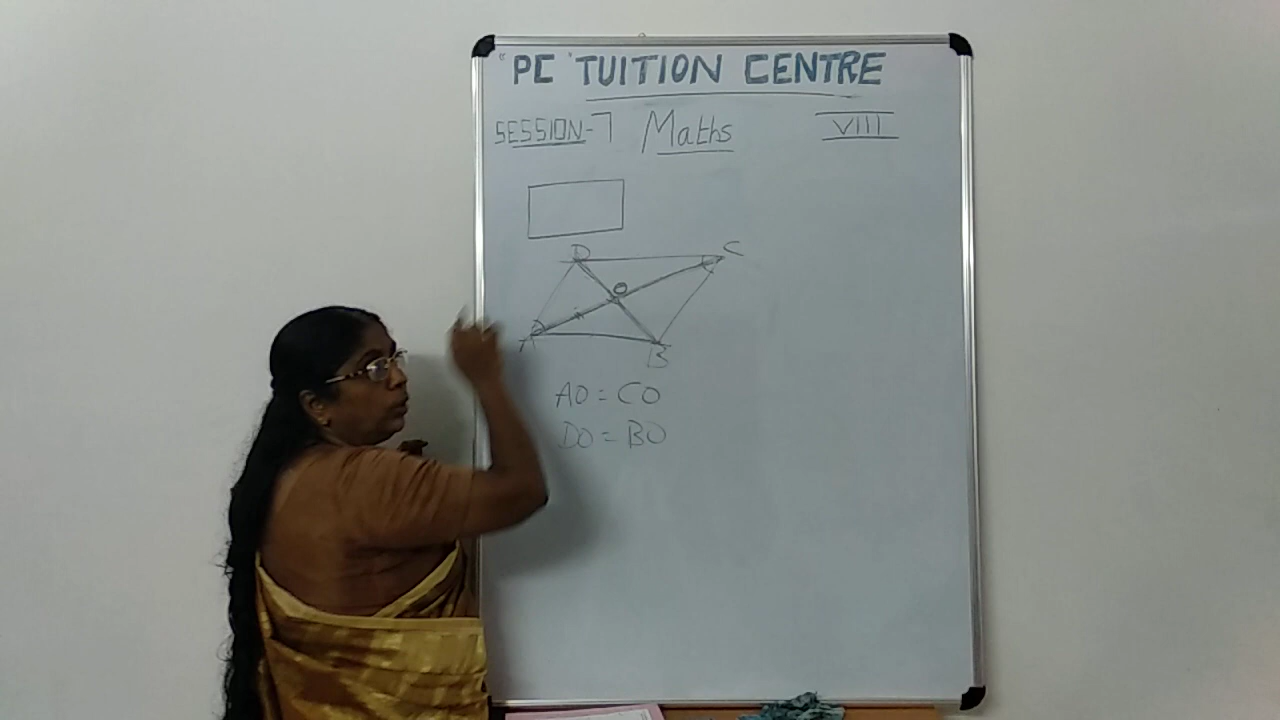 "PC TUITION CENTRE
SESSION-7 Maths VIII
D C
O
A B
AO = CO
DO = BO